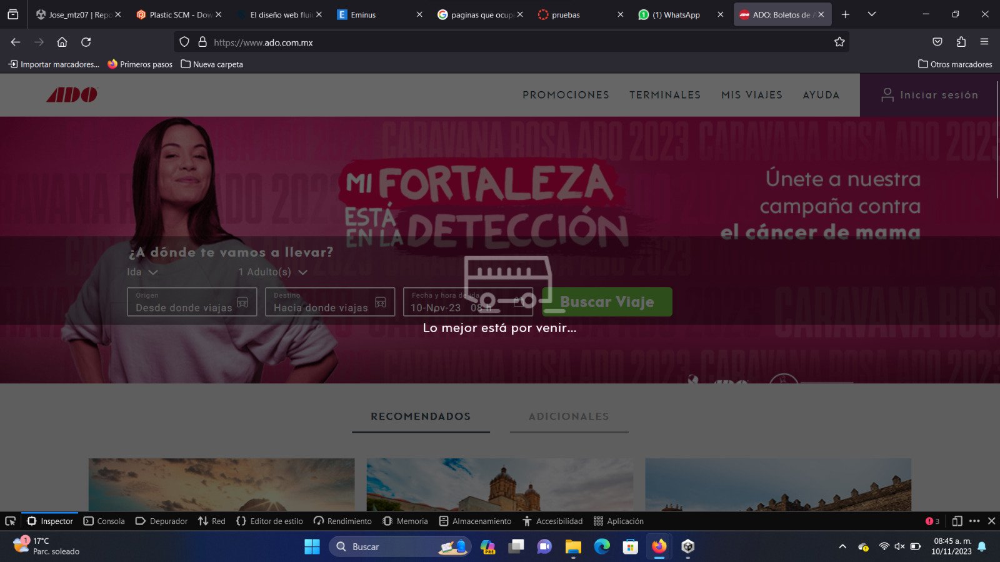 Jose_mtz07 | Repo
Plastic SCM - Dow
El diseño web fluid
Eminus
paginas que ocupe
pruebas
(1) WhatsApp
ADO: Boletos de A
https://www.ado.com.mx
Importar marcadores...
Primeros pasos
Nueva carpeta
Otros marcadores
ADO
PROMOCIONES
TERMINALES
MIS VIAJES
AYUDA
Iniciar sesión
CARAVANA ROSA ADO 2023 CARAVANA ROSA ADO 2023
MI FORTALEZA
ESTÁ
EN LA DETECCIÓN
Únete a nuestra
campaña contra
el cáncer de mama
¿A dónde te vamos a llevar?
Ida
1 Adulto(s)
Origen
Desde donde viajas
Destino
Hacia donde viajas
Fecha y hora de ida
10-Nov-23 08 h
Buscar Viaje
Lo mejor está por venir...
ADO
RECOMENDADOS
ADICIONALES
Inspector
Consola
Depurador
Red
Editor de estilo
Rendimiento
Memoria
Almacenamiento
Accesibilidad
Aplicación
3
1
17°C
Parc. soleado
Buscar
PRE
08:45 a. m.
10/11/2023